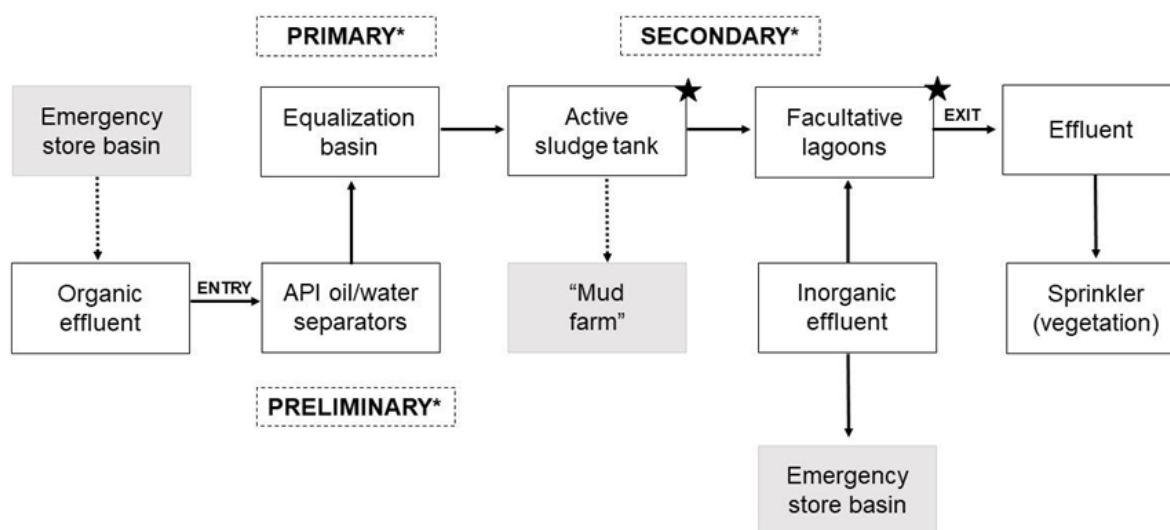 PRIMARY*
SECONDARY*
Emergency
store basin
Equalization
basin
Active
sludge tank
Facultative
lagoons
EXIT
Effluent
Organic
effluent
ENTRY
API oil/water
separators
“Mud
farm”
Inorganic
effluent
Sprinkler
(vegetation)
PRELIMINARY*
Emergency
store basin